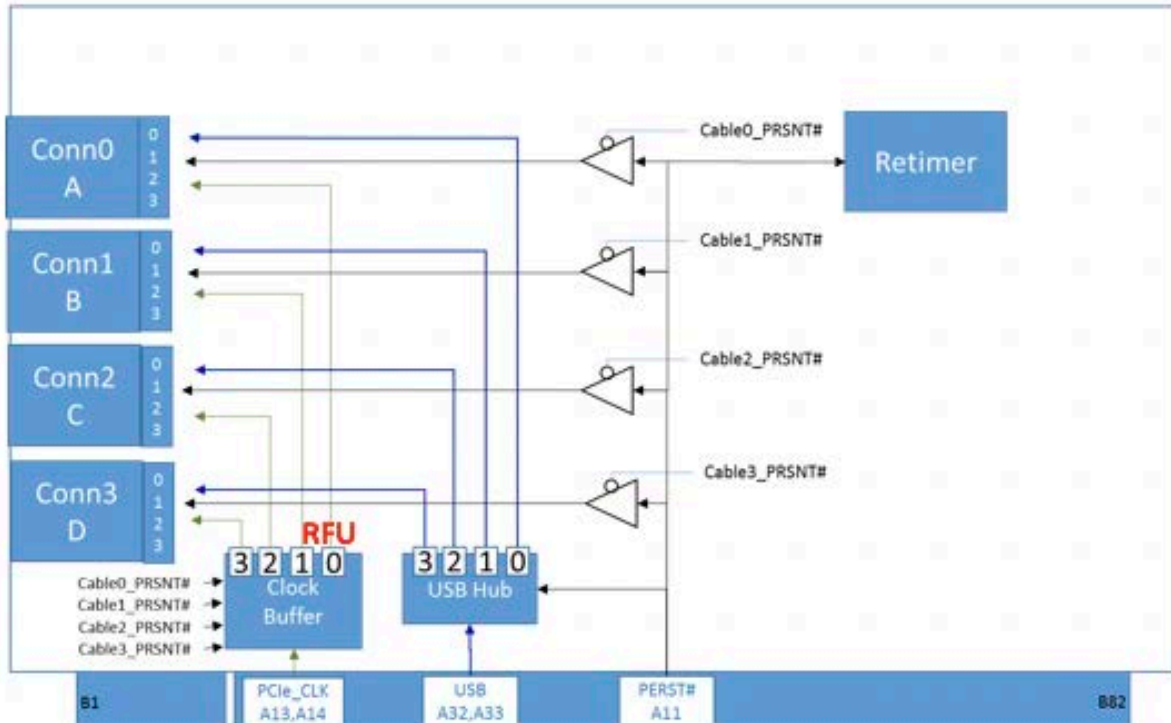 Cable0_PRSNT#
Conn0
A
0
1
2
3
Retimer
Cable1_PRSNT#
Conn1
B
0
1
2
3
Cable2_PRSNT#
Conn2
C
0
1
2
3
Cable3_PRSNT#
Conn3
D
0
1
2
3
RFU
3 2 1 0
Clock
Buffer
3 2 1 0
USB Hub
Cable0_PRSNT#
Cable1_PRSNT#
Cable2_PRSNT#
Cable3_PRSNT#
B1
PCIe_CLK
A13,A14
USB
A32,A33
PERST#
A11
B82